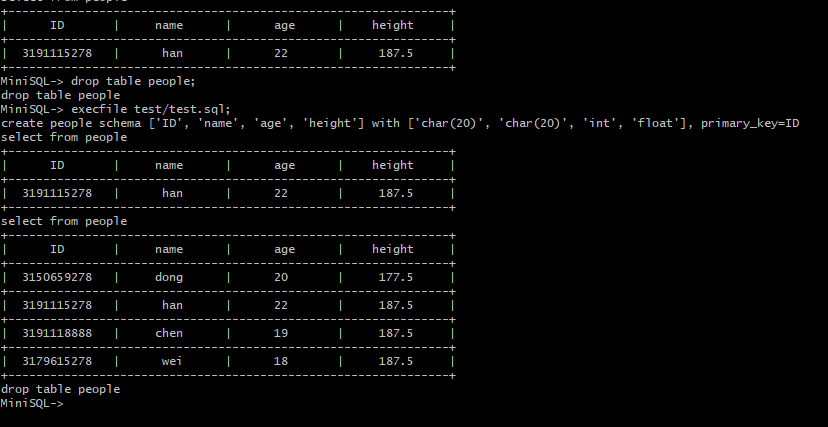 select from people
+---------------------------------------------------------------+
|      ID       |     name      |      age      |    height     |
+---------------------------------------------------------------+
|  3191115278   |      han      |      22       |     187.5     |
+---------------------------------------------------------------+
MiniSQL-> drop table people;
drop table people
MiniSQL-> execfile test/test.sql;
create people schema ['ID', 'name', 'age', 'height'] with ['char(20)', 'char(20)', 'int', 'float'], primary_key=ID
select from people
+---------------------------------------------------------------+
|      ID       |     name      |      age      |    height     |
+---------------------------------------------------------------+
|  3191115278   |      han      |      22       |     187.5     |
+---------------------------------------------------------------+
select from people
+---------------------------------------------------------------+
|      ID       |     name      |      age      |    height     |
+---------------------------------------------------------------+
|  3150659278   |     dong      |      20       |     177.5     |
+---------------------------------------------------------------+
|  3191115278   |      han      |      22       |     187.5     |
+---------------------------------------------------------------+
|  3191118888   |     chen      |      19       |     187.5     |
+---------------------------------------------------------------+
|  3179615278   |      wei      |      18       |     187.5     |
+---------------------------------------------------------------+
drop table people
MiniSQL->